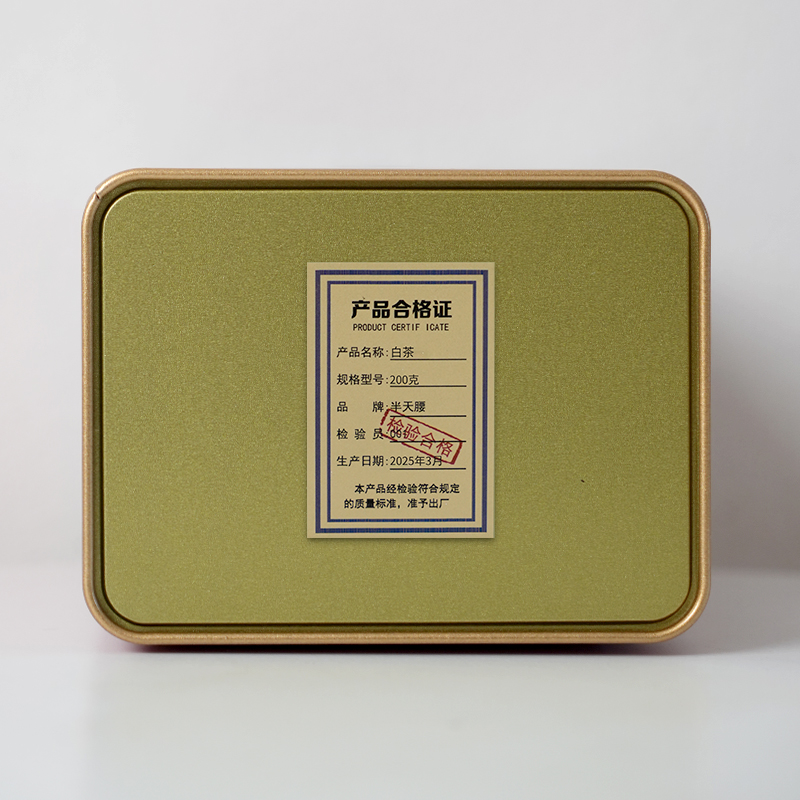 产品合格证
PRODUCT CERTIF ICATE
产品名称:白茶
规格型号:200克
品 牌:半天腰
检 验 员:
检验合格
生产日期:2025年3月
本产品经检验符合规定
的质量标准，准予出厂